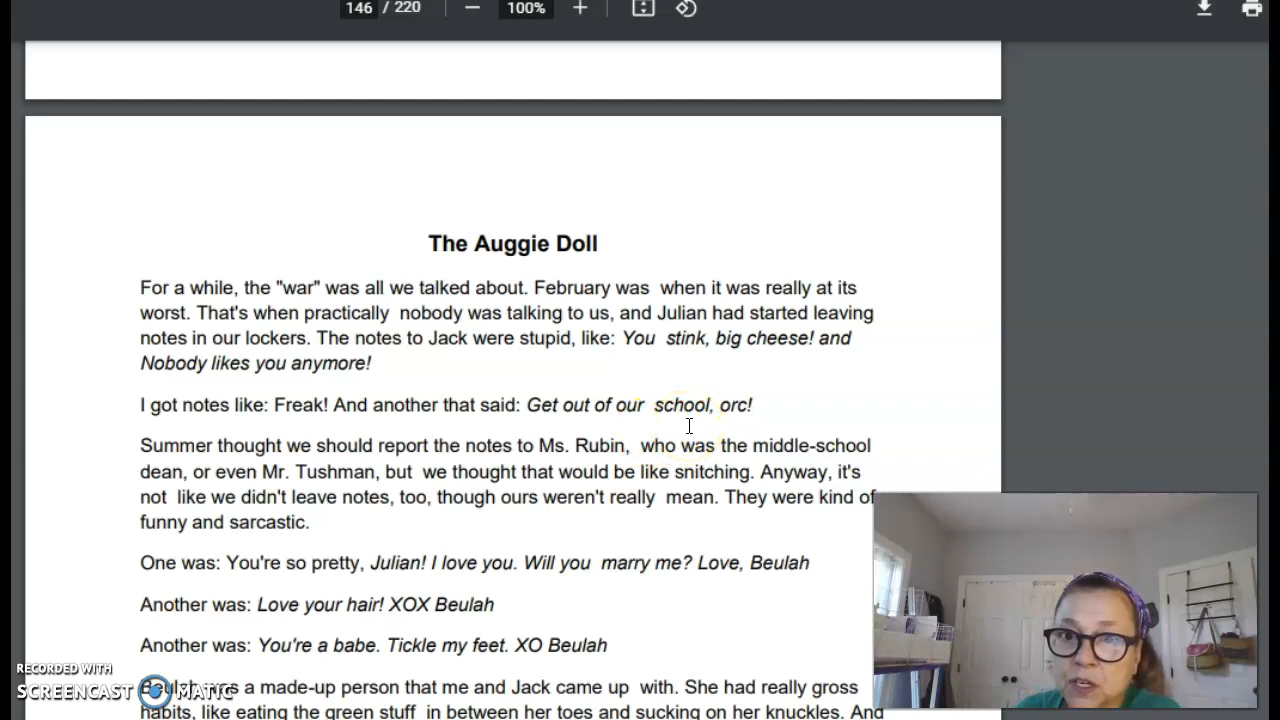 146 / 220
100%
The Auggie Doll
For a while, the "war" was all we talked about. February was when it was really at its
worst. That's when practically nobody was talking to us, and Julian had started leaving
notes in our lockers. The notes to Jack were stupid, like: You stink, big cheese! and
Nobody likes you anymore!
I got notes like: Freak! And another that said: Get out of our school, orc!
Summer thought we should report the notes to Ms. Rubin, who was the middle-school
dean, or even Mr. Tushman, but we thought that would be like snitching. Anyway, it's
not like we didn't leave notes, too, though ours weren't really mean. They were kind of
funny and sarcastic.
One was: You're so pretty, Julian! I love you. Will you marry me? Love, Beulah
Another was: Love your hair! XOX Beulah
Another was: You're a babe. Tickle my feet. XO Beulah
a made-up person that me and Jack came up with. She had really gross
habits, like eating the green stuff in between her toes and sucking on her knuckles. And
RECORDED WITH
SCREENCAST MATIC